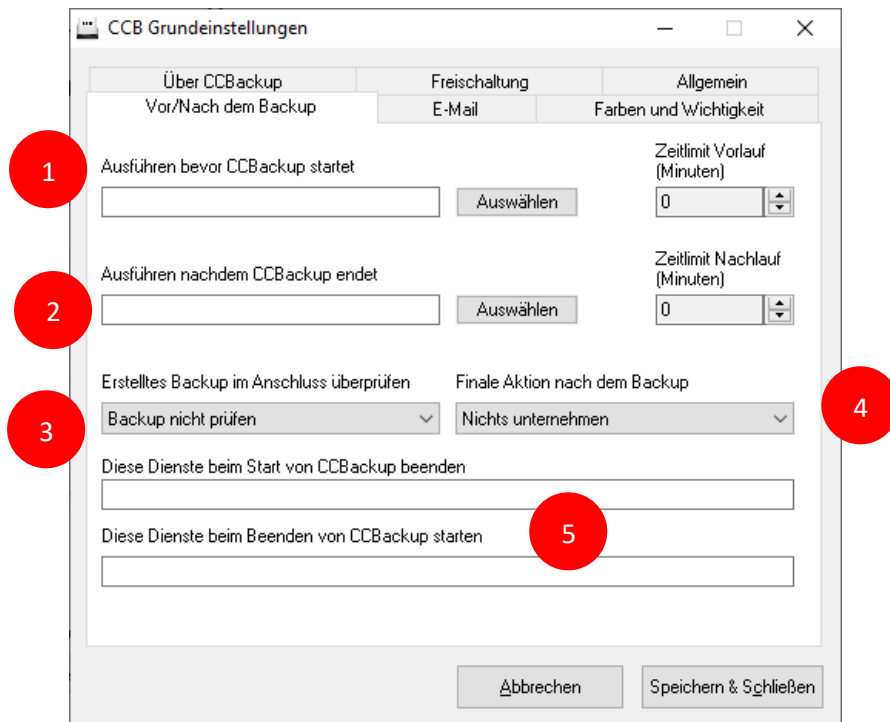 CCB Grundeinstellungen
Über CCBackup Freischaltung Allgemein
Vor/Nach dem Backup E-Mail Farben und Wichtigkeit
1
Ausführen bevor CCBackup startet
Zeitlimit Vorlauf
(Minuten)
Auswählen
0
2
Ausführen nachdem CCBackup endet
Zeitlimit Nachlauf
(Minuten)
Auswählen
0
3
Erstelltes Backup im Anschluss überprüfen
Backup nicht prüfen
Finale Aktion nach dem Backup
Nichts unternehmen
4
Diese Dienste beim Start von CCBackup beenden
Diese Dienste beim Beenden von CCBackup starten
5
Abbrechen
Speichern & Schließen